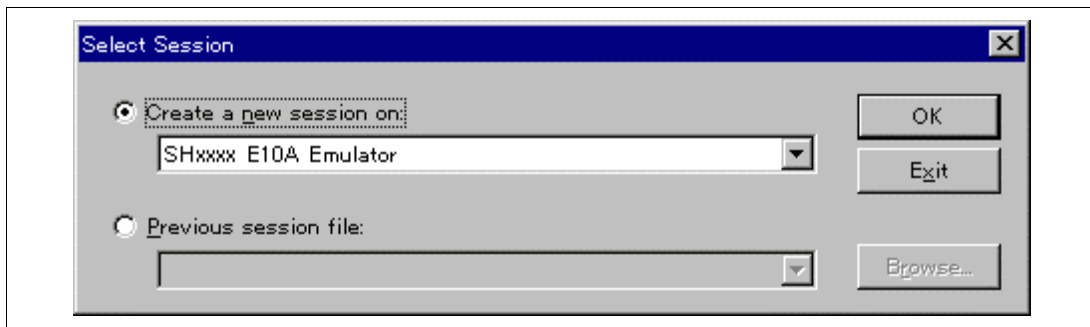 Select Session
Create a new session on:
OK
SHxxxx E10A Emulator
Exit
Previous session file:
Browse...